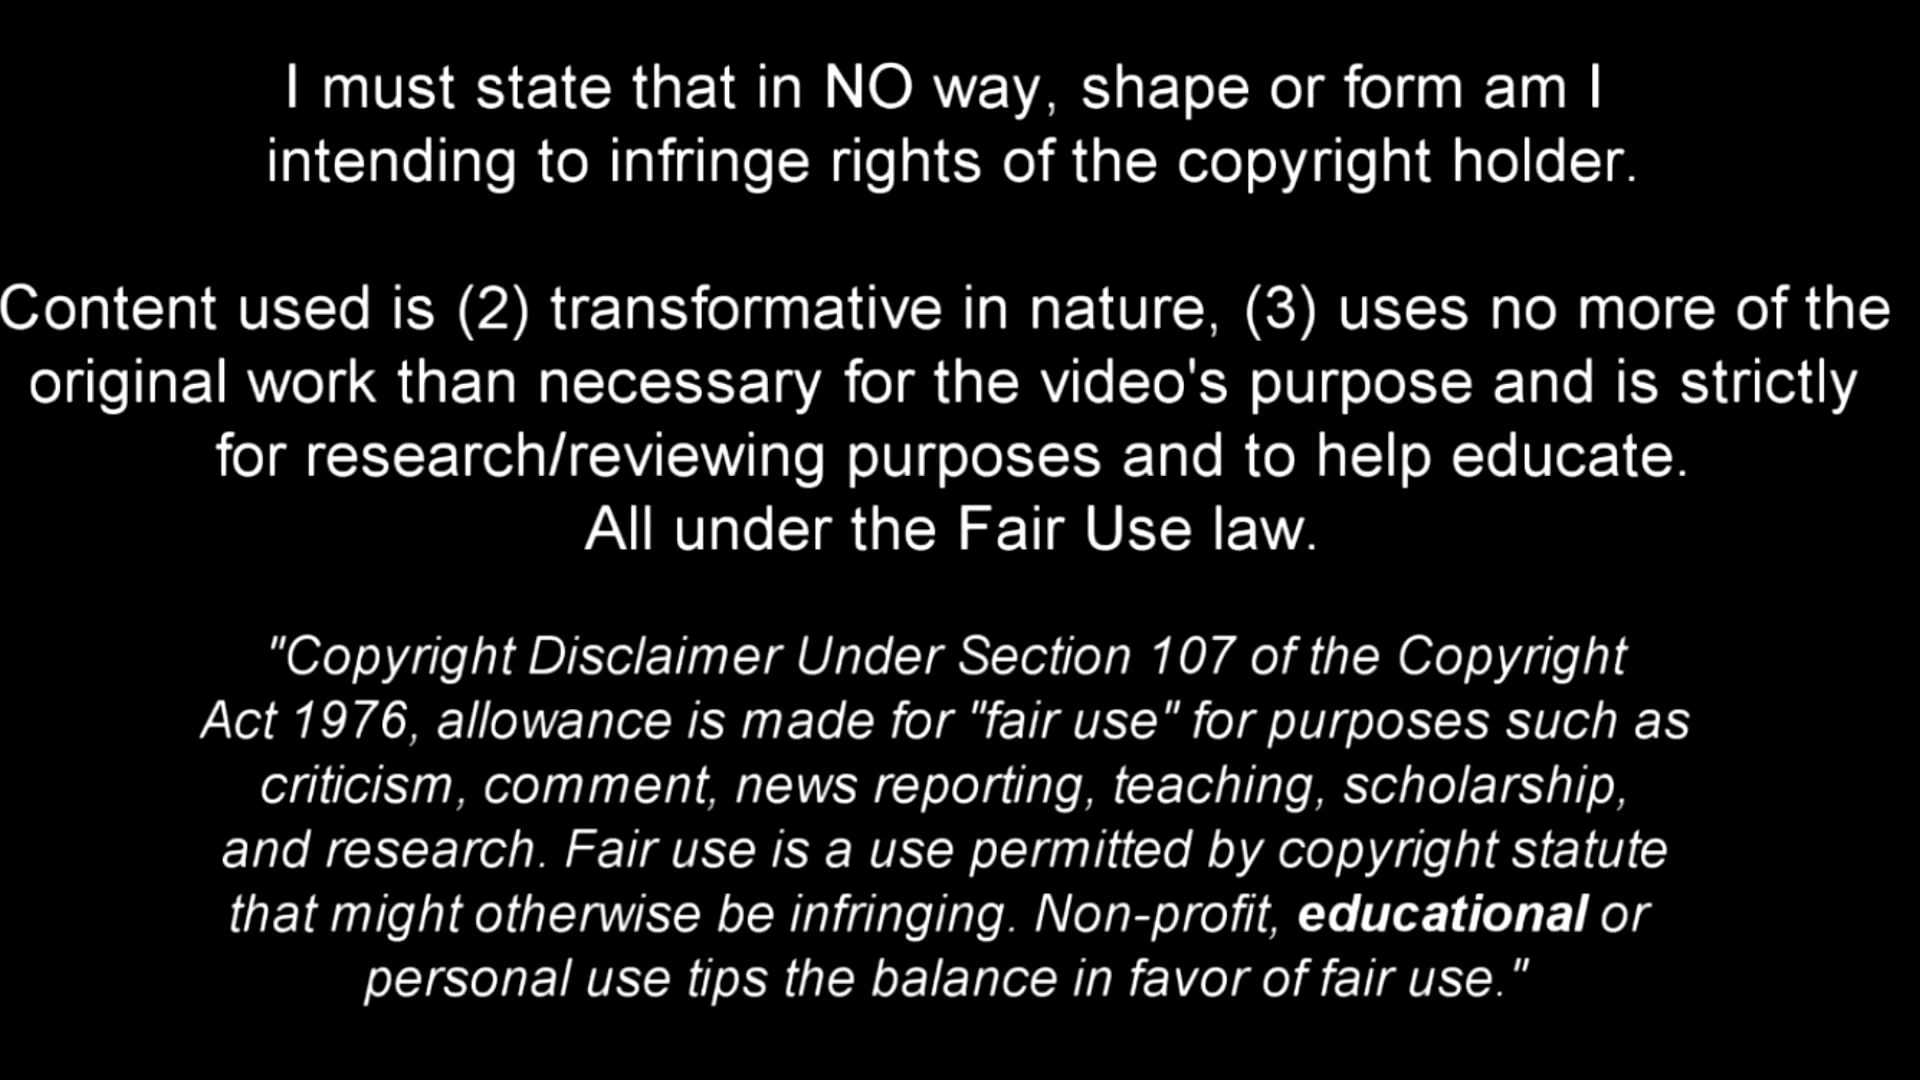 I must state that in NO way, shape or form am I
intending to infringe rights of the copyright holder.
Content used is (2) transformative in nature, (3) uses no more of the
original work than necessary for the video's purpose and is strictly
for research/reviewing purposes and to help educate.
All under the Fair Use law.
"Copyright Disclaimer Under Section 107 of the Copyright
Act 1976, allowance is made for "fair use" for purposes such as
criticism, comment, news reporting, teaching, scholarship,
and research. Fair use is a use permitted by copyright statute
that might otherwise be infringing. Non-profit, educational or
personal use tips the balance in favor of fair use."